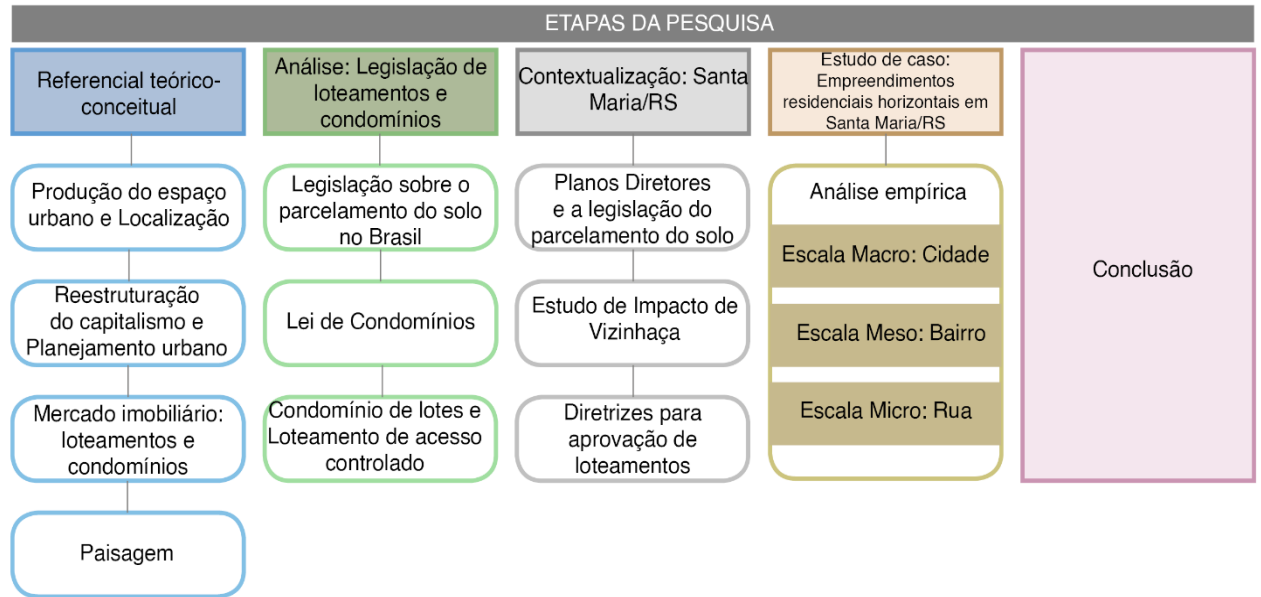 ETAPAS DA PESQUISA
Referencial teórico-
conceitual
Produção do espaço
urbano e Localização
Reestruturação
do capitalismo e
Planejamento urbano
Mercado imobiliário:
loteamentos e
condomínios
Paisagem
Análise: Legislação de
loteamentos e
condomínios
Legislação sobre o
parcelamento do solo
no Brasil
Lei de Condomínios
Condomínio de lotes e
Loteamento de acesso
controlado
Contextualização: Santa
Maria/RS
Planos Diretores
e a legislação do
parcelamento do solo
Estudo de Impacto de
Vizinhaça
Diretrizes para
aprovação de
loteamentos
Estudo de caso:
Empreendimentos
residenciais horizontais em
Santa Maria/RS
Análise empírica
Escala Macro: Cidade
Escala Meso: Bairro
Escala Micro: Rua
Conclusão